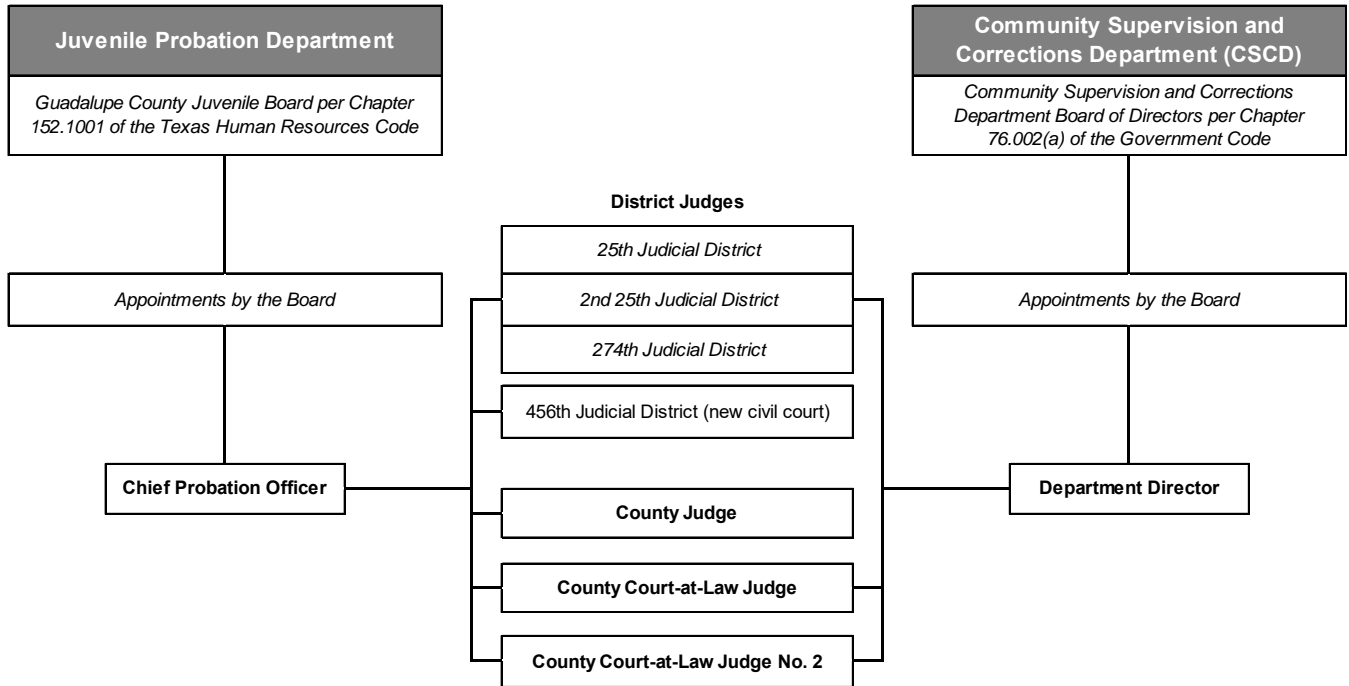 Juvenile Probation Department
Guadalupe County Juvenile Board per Chapter
152.1001 of the Texas Human Resources Code
Appointments by the Board
Chief Probation Officer
District Judges
25th Judicial District
2nd 25th Judicial District
274th Judicial District
456th Judicial District (new civil court)
County Judge
County Court-at-Law Judge
County Court-at-Law Judge No. 2
Community Supervision and
Corrections Department (CSCD)
Community Supervision and Corrections
Department Board of Directors per Chapter
76.002(a) of the Government Code
Appointments by the Board
Department Director